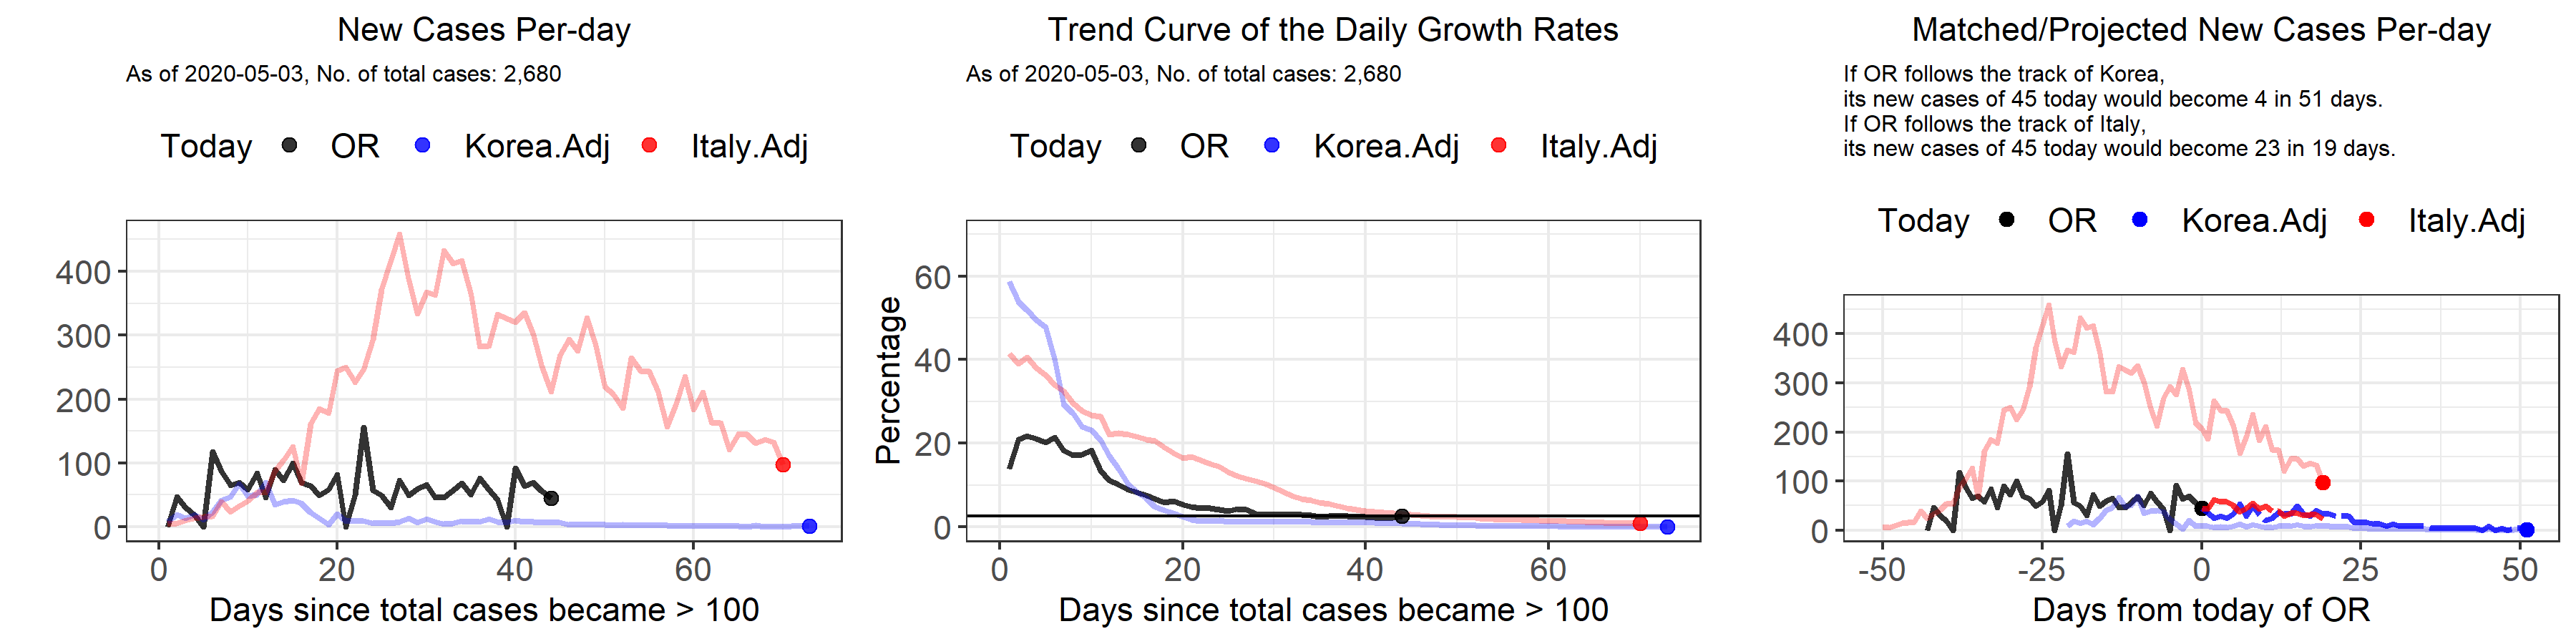 New Cases Per-day
As of 2020-05-03, No. of total cases: 2,680
Today OR Korea.Adj Italy.Adj
400
300
200
100
0
0 20 40 60
Days since total cases became > 100
Trend Curve of the Daily Growth Rates
As of 2020-05-03, No. of total cases: 2,680
Today OR Korea.Adj Italy.Adj
Percentage
60
40
20
0
0 20 40 60
Days since total cases became > 100
Matched/Projected New Cases Per-day
If OR follows the track of Korea,
its new cases of 45 today would become 4 in 51 days.
If OR follows the track of Italy,
its new cases of 45 today would become 23 in 19 days.
Today OR Korea.Adj Italy.Adj
400
300
200
100
0
-50 -25 0 25 50
Days from today of OR